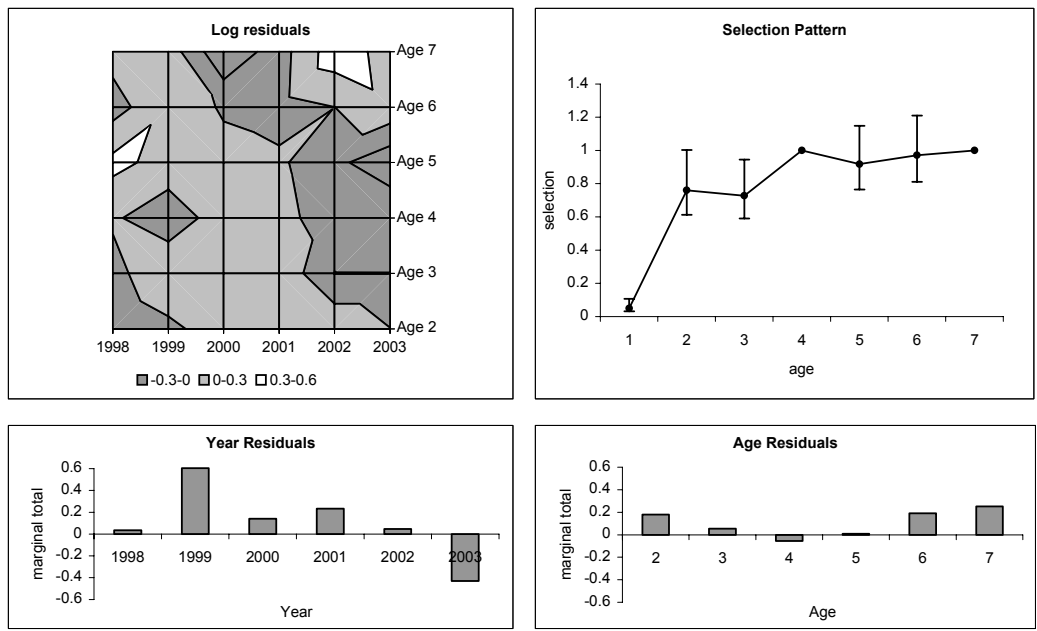 Log residuals
Age 7
Age 6
Age 5
Age 4
Age 3
Age 2
1998 1999 2000 2001 2002 2003
-0.3-0 0-0.3 0.3-0.6
Selection Pattern
selection
1.4
1.2
1
0.8
0.6
0.4
0.2
0
1 2 3 4 5 6 7
age
Year Residuals
marginal total
0.6
0.4
0.2
0
-0.2
-0.4
-0.6
1998 1999 2000 2001 2002 2003
Year
Age Residuals
marginal total
0.6
0.4
0.2
0
-0.2
-0.4
-0.6
2 3 4 5 6 7
Age